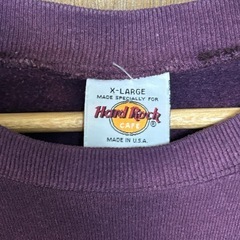 X-LARGE
MADE SPECIALLY FOR
Hard Rock
CAFE
MADE IN U.S.A.